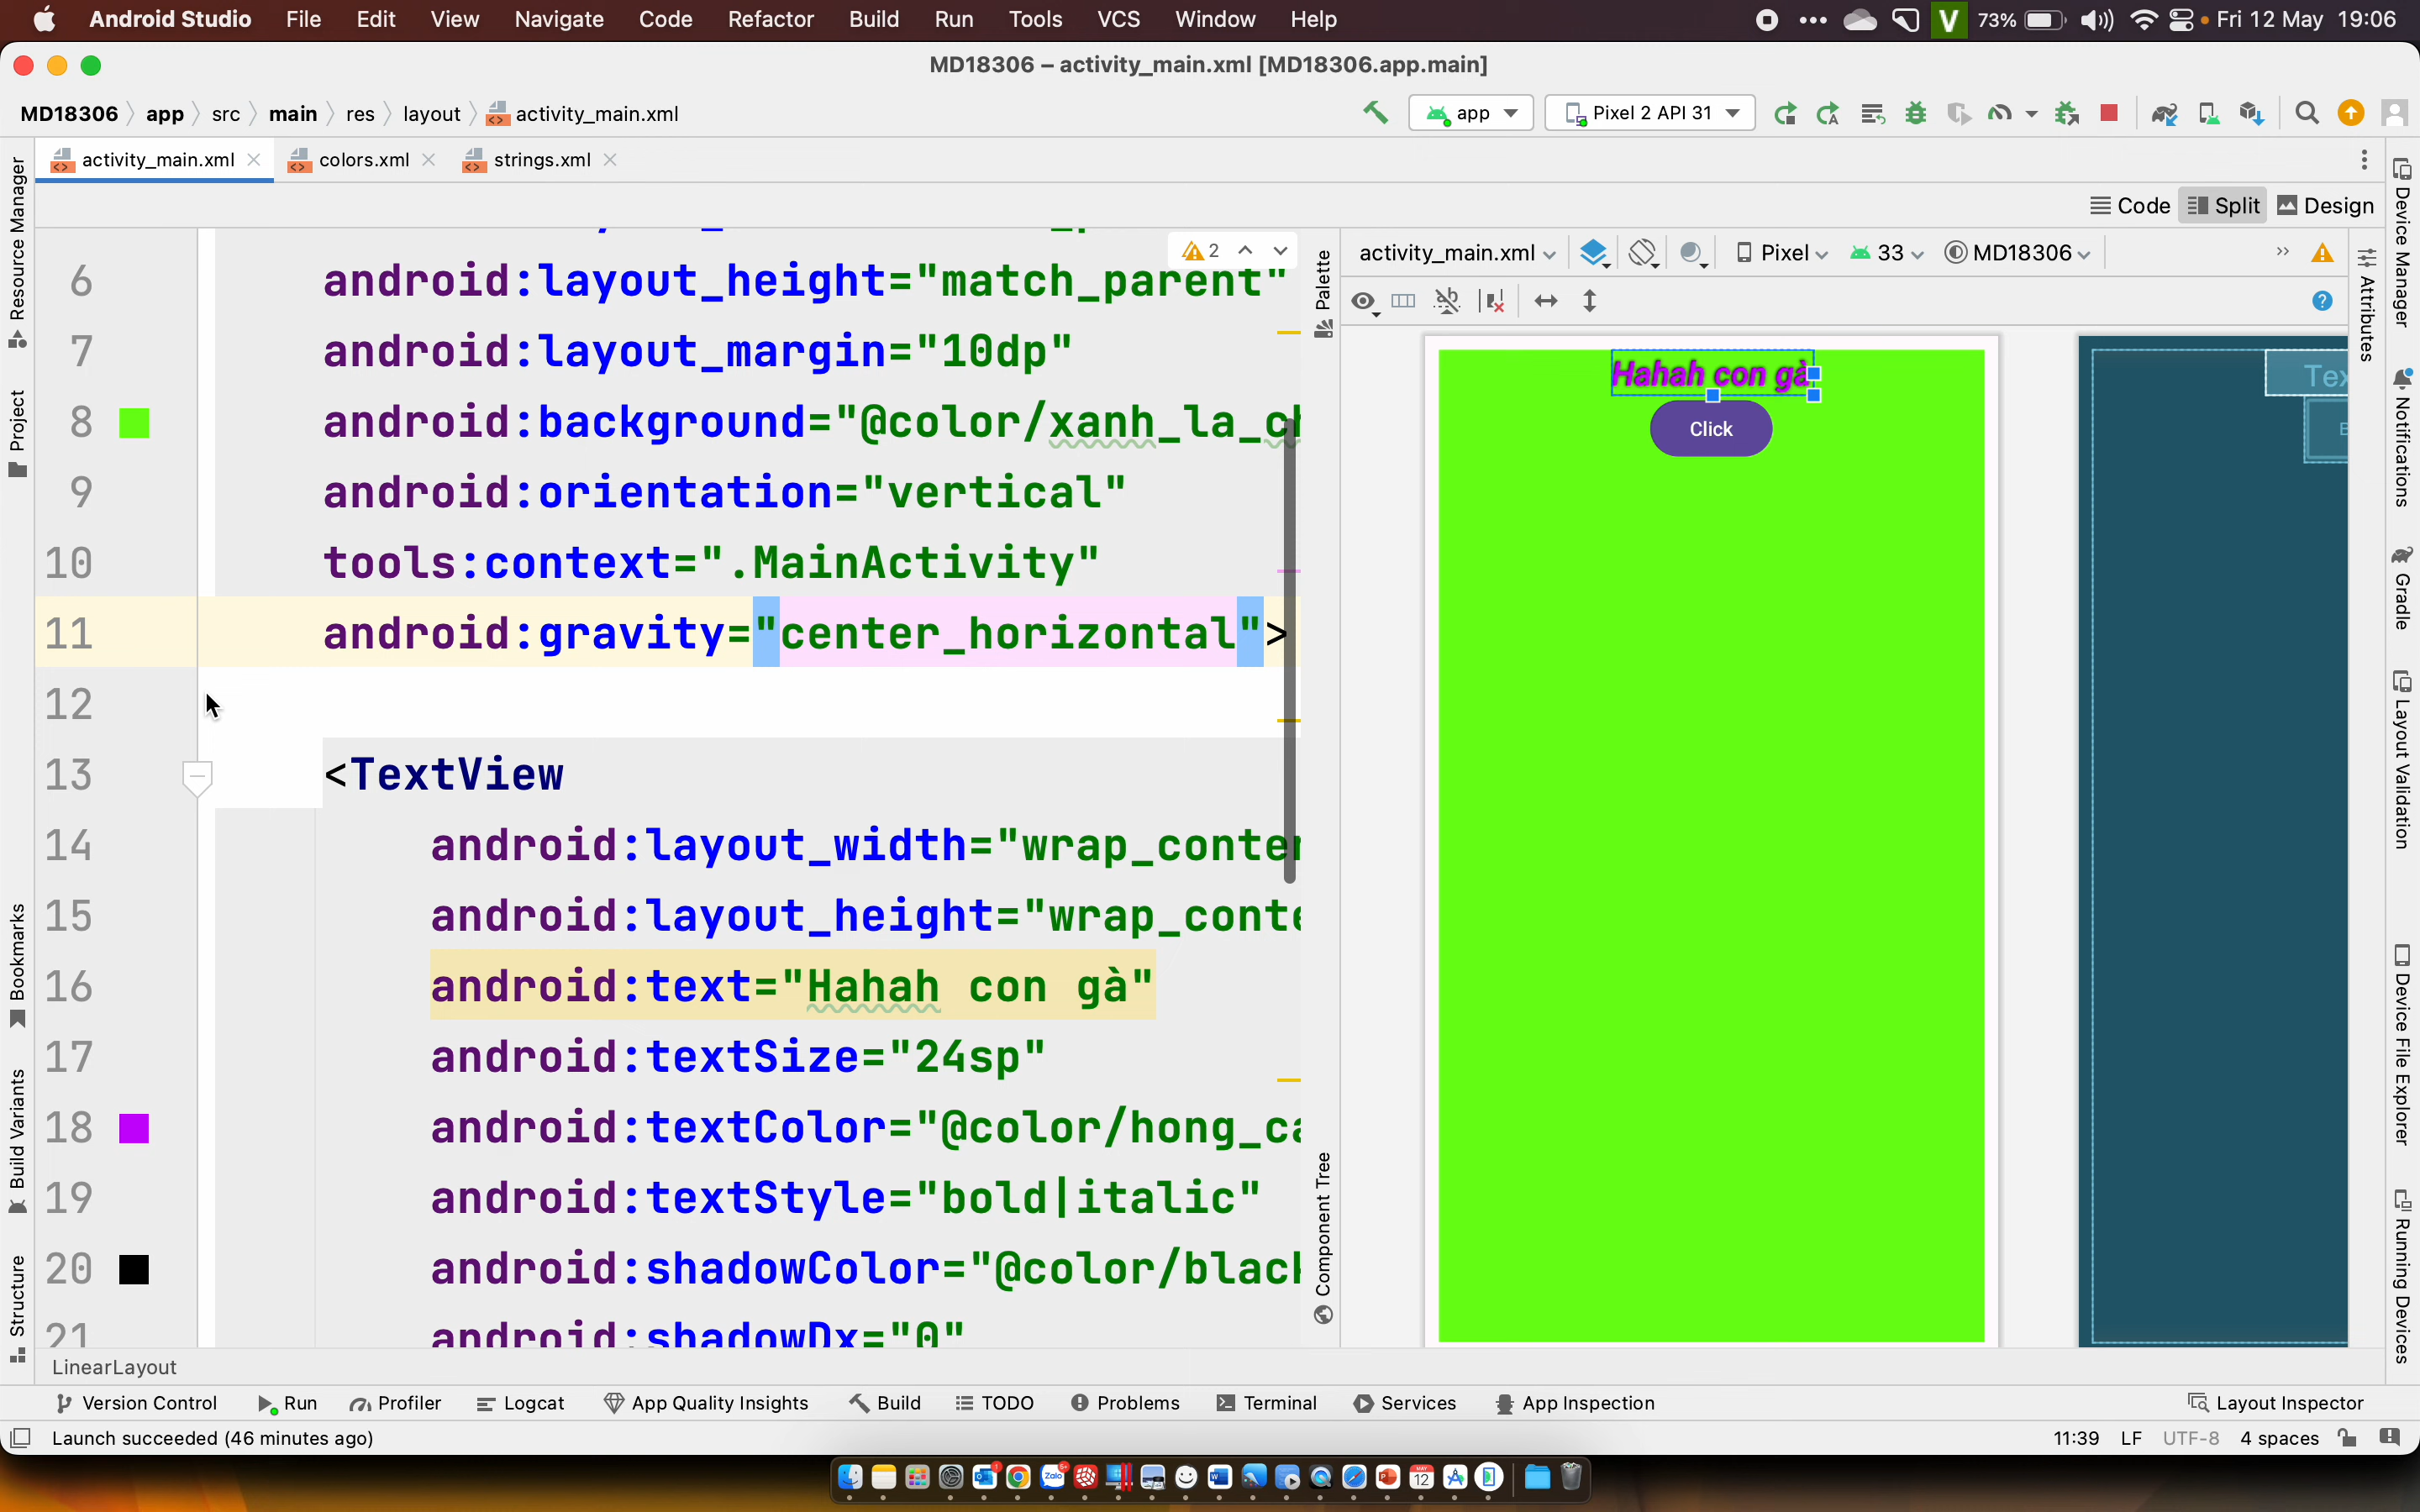 Android Studio File Edit View Navigate Code Refactor Build Run Tools VCS Window Help V 73% Fri 12 May 19:06
MD18306 – activity_main.xml [MD18306.app.main]
MD18306 app src main res layout activity_main.xml app Pixel 2 API 31
activity_main.xml colors.xml strings.xml
Code Split Design
2
activity_main.xml Pixel 33 MD18306
6 android:layout_height="match_parent"
7 android:layout_margin="10dp"
8 android:background="@color/xanh_la_ch
9 android:orientation="vertical"
10 tools:context=".MainActivity"
11 android:gravity="center_horizontal">
12
13 <TextView
14 android:layout_width="wrap_conte
15 android:layout_height="wrap_conte
16 android:text="Hahah con gà"
17 android:textSize="24sp"
18 android:textColor="@color/hong_ca
19 android:textStyle="bold|italic"
20 android:shadowColor="@color/black
21 android:shadowDx="0"
Hahah con gà
Click
Tex
B
Resource Manager
Project
Bookmarks
Build Variants
Structure
Palette
Component Tree
Attributes
Device Manager
Notifications
Gradle
Layout Validation
Device File Explorer
Running Devices
LinearLayout
Version Control Run Profiler Logcat App Quality Insights Build TODO Problems Terminal Services App Inspection Layout Inspector
Launch succeeded (46 minutes ago) 11:39 LF UTF-8 4 spaces
Zalo 5+ 1 MAY 12